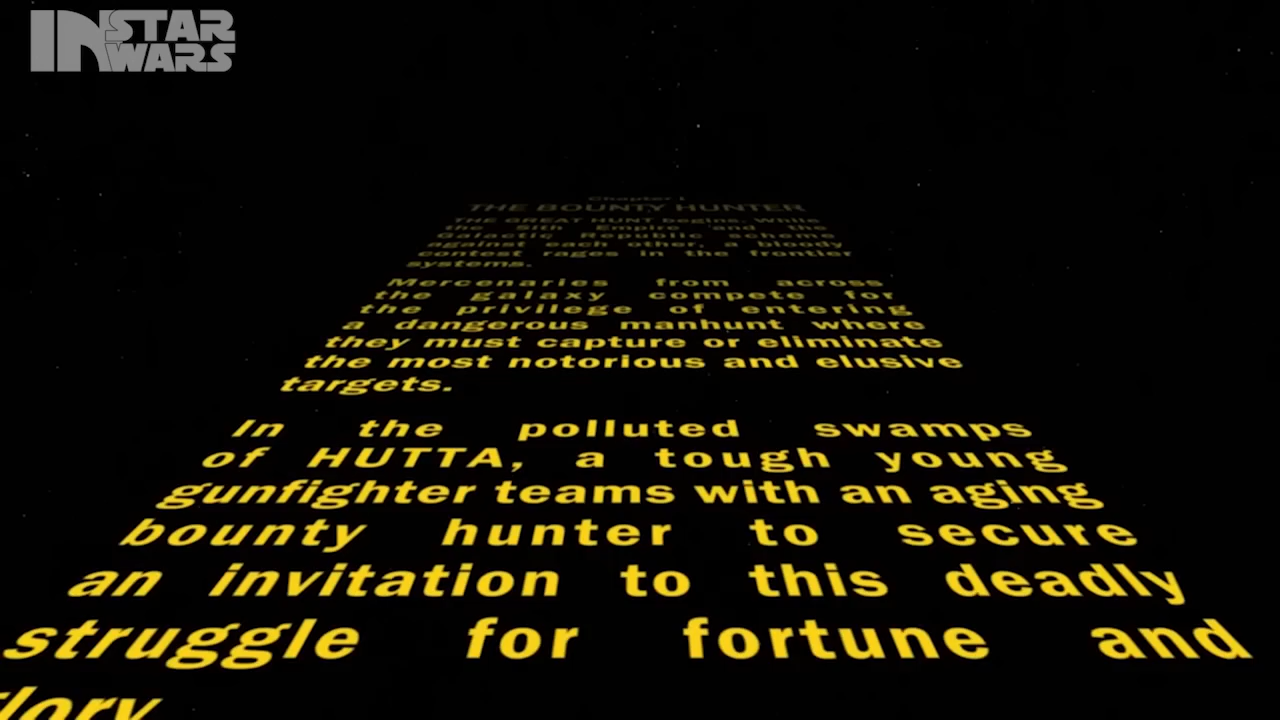 IN STAR
WARS
Chapter I
THE BOUNTY HUNTER
THE GREAT HUNT begins. While
the Sith Empire and the
Galactic Republic scheme
against each other, a bloody
contest rages in the frontier
systems.
Mercenaries from across
the galaxy compete for
the privilege of entering
a dangerous manhunt where
they must capture or eliminate
the most notorious and elusive
targets.
In the polluted swamps
of HUTTA, a tough young
gunfighter teams with an aging
bounty hunter to secure
an invitation to this deadly
struggle for fortune and
glory